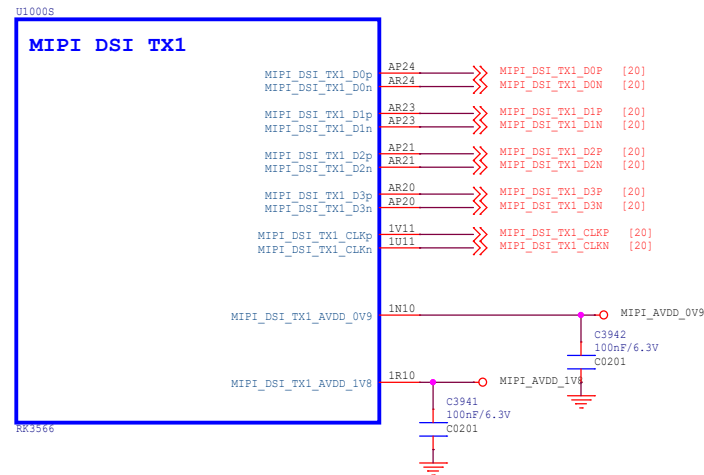 U1000S
MIPI DSI TX1
MIPI_DSI_TX1_D0p AP24 MIPI_DSI_TX1_D0P [20]
MIPI_DSI_TX1_D0n AR24 MIPI_DSI_TX1_D0N [20]
MIPI_DSI_TX1_D1p AR23 MIPI_DSI_TX1_D1P [20]
MIPI_DSI_TX1_D1n AP23 MIPI_DSI_TX1_D1N [20]
MIPI_DSI_TX1_D2p AP21 MIPI_DSI_TX1_D2P [20]
MIPI_DSI_TX1_D2n AR21 MIPI_DSI_TX1_D2N [20]
MIPI_DSI_TX1_D3p AR20 MIPI_DSI_TX1_D3P [20]
MIPI_DSI_TX1_D3n AP20 MIPI_DSI_TX1_D3N [20]
MIPI_DSI_TX1_CLKp 1V11 MIPI_DSI_TX1_CLKP [20]
MIPI_DSI_TX1_CLKn 1U11 MIPI_DSI_TX1_CLKN [20]
MIPI_DSI_TX1_AVDD_0V9 1N10 MIPI_AVDD_0V9
C3942
100nF/6.3V
C0201
MIPI_DSI_TX1_AVDD_1V8 1R10 MIPI_AVDD_1V8
C3941
100nF/6.3V
C0201
RK3566